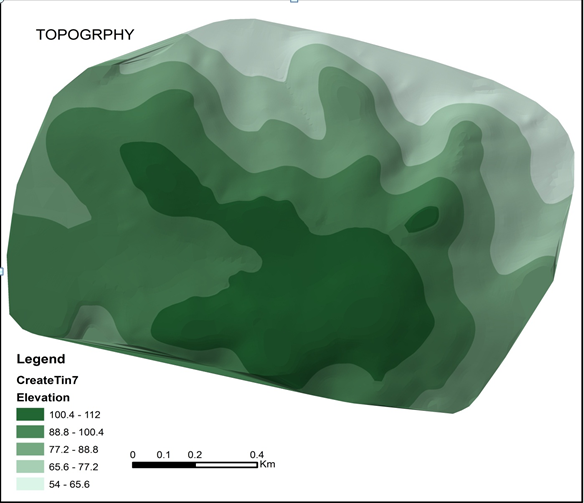 TOPOGRPHY
Legend
CreateTin7
Elevation
100.4 - 112
88.8 - 100.4
77.2 - 88.8
65.6 - 77.2
54 - 65.6
0 0.1 0.2 0.4
Km